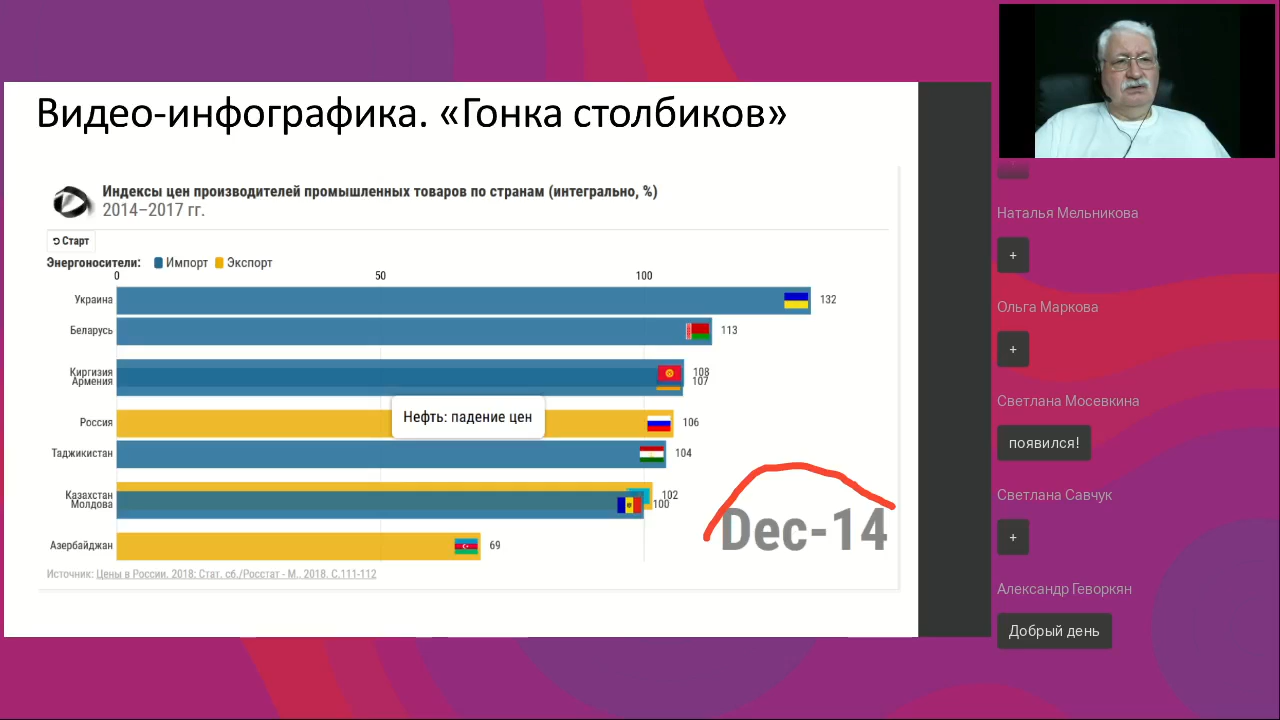 Видео-инфографика. «Гонка столбиков»
Индексы цен производителей промышленных товаров по странам (интегрально, %)
2014–2017 гг.
Старт
Энергоносители: Импорт Экспорт
0 50 100
Украина 132
Беларусь 113
Киргизия 108
Армения 107
Нефть: падение цен
Россия 106
Таджикистан 104
Казахстан 102
Молдова 100
Dec-14
Азербайджан 69
Источник: Цены в России. 2018: Стат. сб./Росстат - М., 2018. С.111-112
Наталья Мельникова
+
Ольга Маркова
+
Светлана Мосевкина
появился!
Светлана Савчук
+
Александр Геворкян
Добрый день